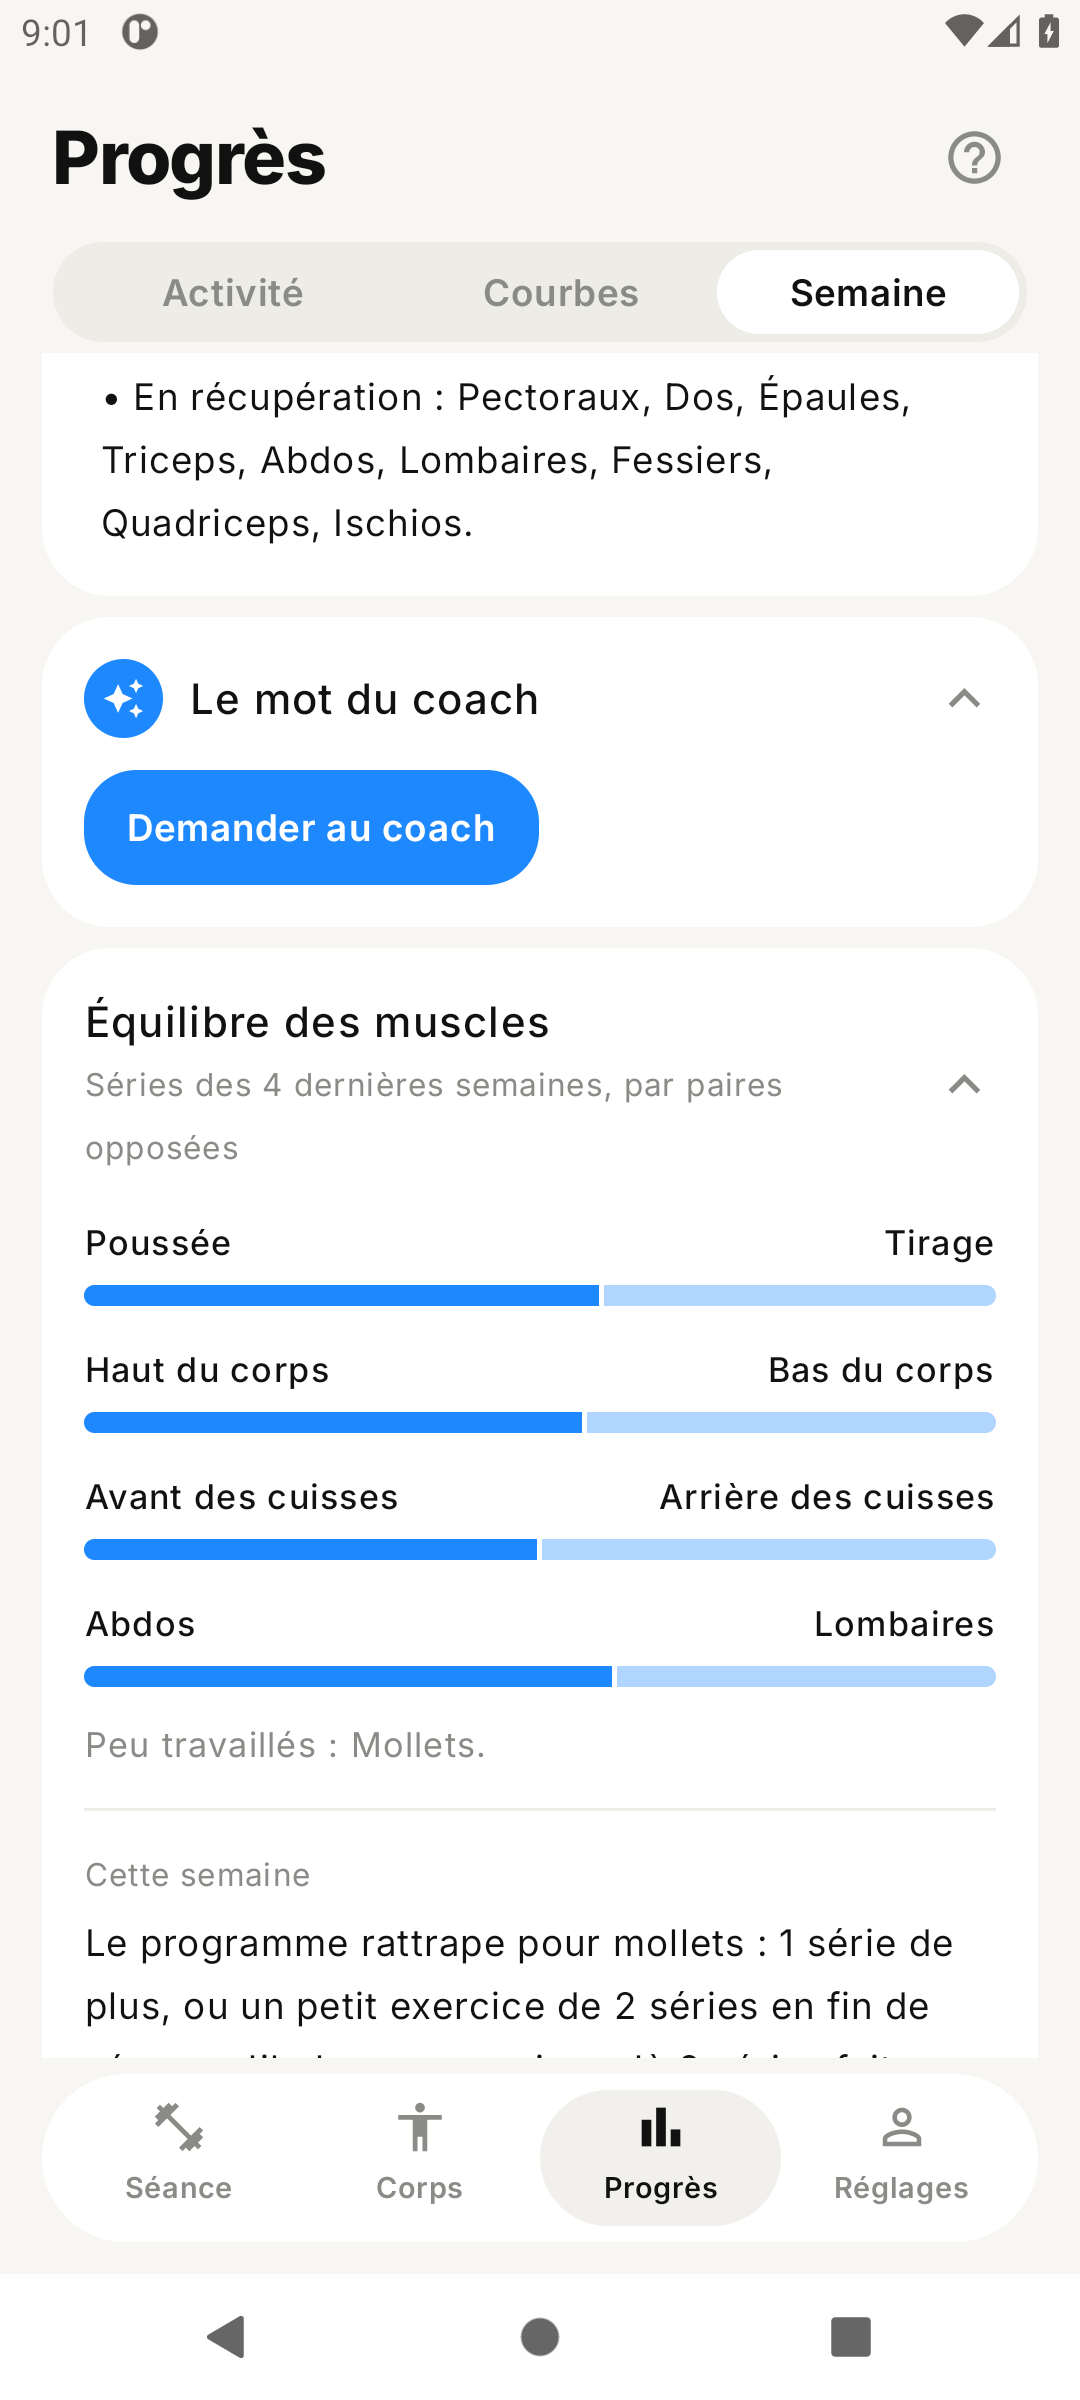 9:01
Progrès
Activité Courbes Semaine
• En récupération : Pectoraux, Dos, Épaules,
Triceps, Abdos, Lombaires, Fessiers,
Quadriceps, Ischios.
Le mot du coach
Demander au coach
Équilibre des muscles
Séries des 4 dernières semaines, par paires
opposées
Poussée Tirage
Haut du corps Bas du corps
Avant des cuisses Arrière des cuisses
Abdos Lombaires
Peu travaillés : Mollets.
Cette semaine
Le programme rattrape pour mollets : 1 série de
plus, ou un petit exercice de 2 séries en fin de
Séance Corps Progrès Réglages